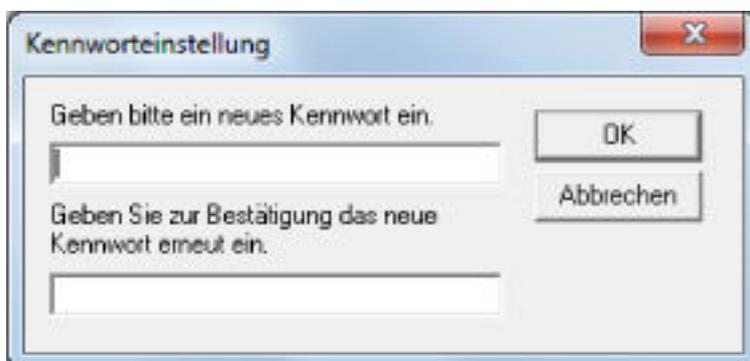 Kennworteinstellung
Geben bitte ein neues Kennwort ein.
OK
Abbrechen
Geben Sie zur Bestätigung das neue
Kennwort erneut ein.